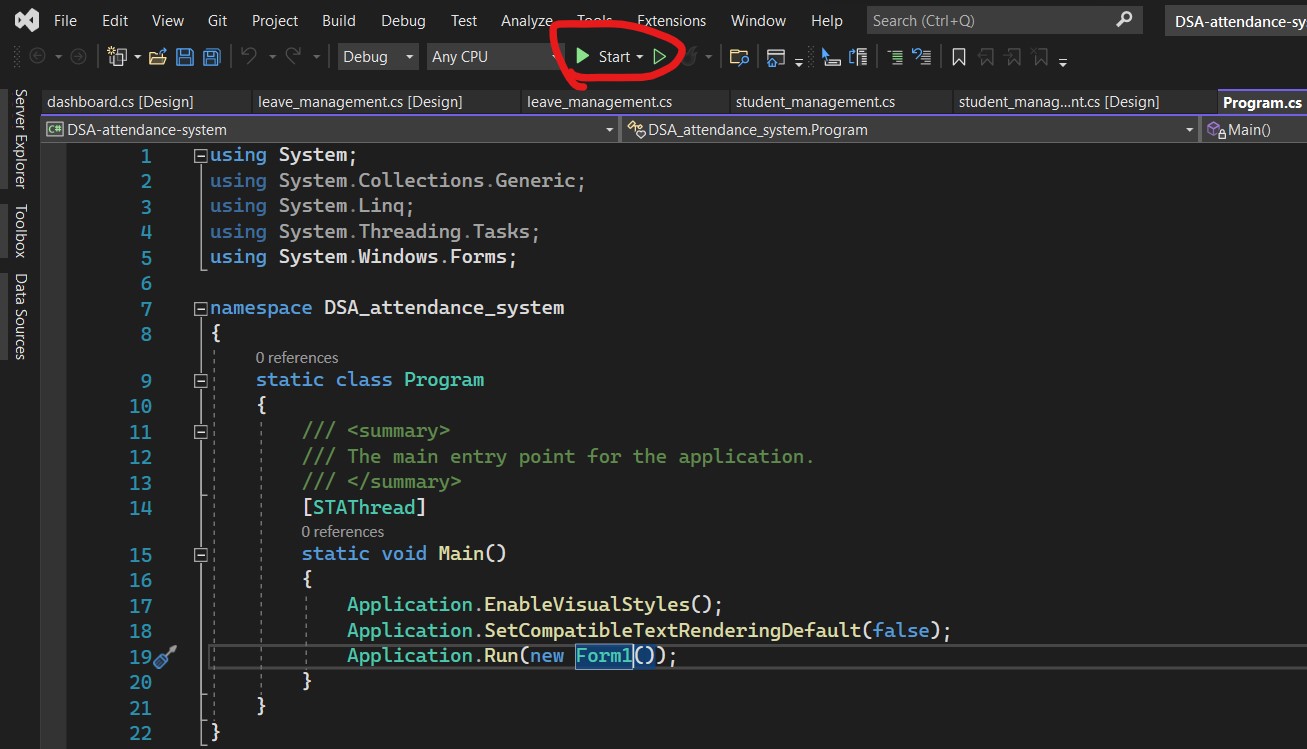 File Edit View Git Project Build Debug Test Analyze Tools Extensions Window Help Search (Ctrl+Q) DSA-attendance-sy
Debug Any CPU Start
dashboard.cs [Design] leave_management.cs [Design] leave_management.cs student_management.cs student_manag...nt.cs [Design] Program.cs
C# DSA-attendance-system DSA_attendance_system.Program Main()
Server Explorer
Toolbox
Data Sources
1 using System;
2 using System.Collections.Generic;
3 using System.Linq;
4 using System.Threading.Tasks;
5 using System.Windows.Forms;
6
7 namespace DSA_attendance_system
8 {
0 references
9 static class Program
10 {
11 /// <summary>
12 /// The main entry point for the application.
13 /// </summary>
14 [STAThread]
0 references
15 static void Main()
16 {
17 Application.EnableVisualStyles();
18 Application.SetCompatibleTextRenderingDefault(false);
19 Application.Run(new Form1());
20 }
21 }
22 }